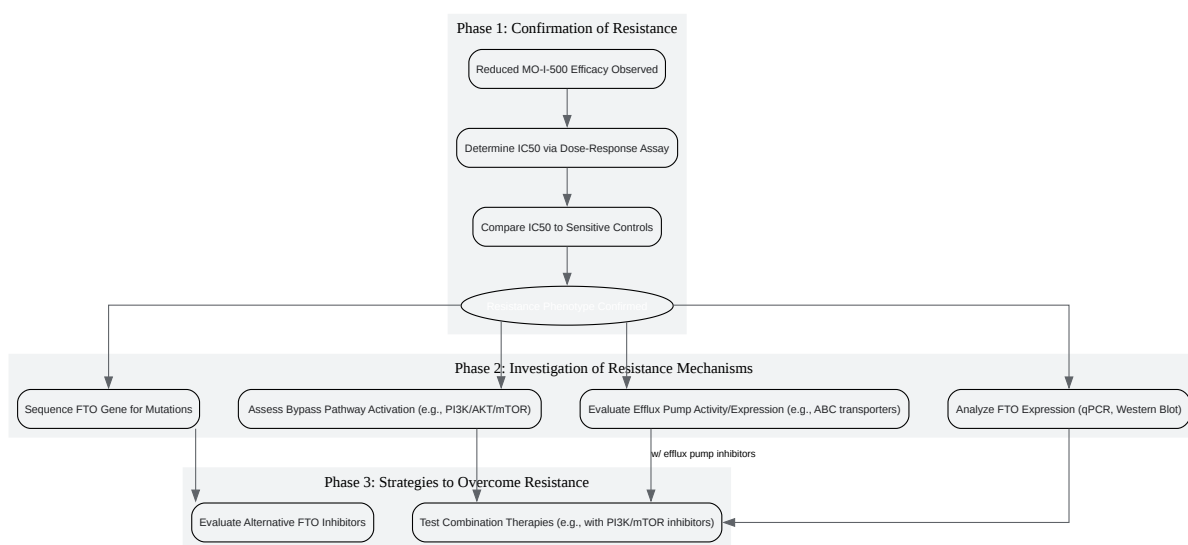 Phase 1: Confirmation of Resistance
Reduced MO-I-500 Efficacy Observed
Determine IC50 via Dose-Response Assay
Compare IC50 to Sensitive Controls
Resistance Phenotype Confirmed
Phase 2: Investigation of Resistance Mechanisms
Sequence FTO Gene for Mutations
Assess Bypass Pathway Activation (e.g., PI3K/AKT/mTOR)
Evaluate Efflux Pump Activity/Expression (e.g., ABC transporters)
Analyze FTO Expression (qPCR, Western Blot)
w/ efflux pump inhibitors
Phase 3: Strategies to Overcome Resistance
Evaluate Alternative FTO Inhibitors
Test Combination Therapies (e.g., with PI3K/mTOR inhibitors)